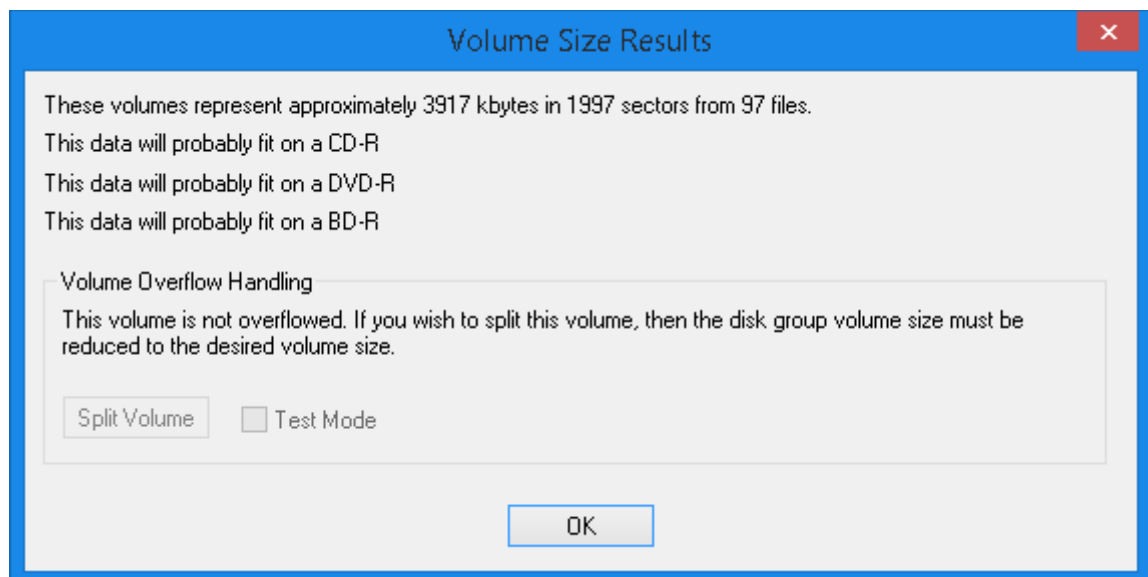 Volume Size Results
These volumes represent approximately 3917 kbytes in 1997 sectors from 97 files.
This data will probably fit on a CD-R
This data will probably fit on a DVD-R
This data will probably fit on a BD-R
Volume Overflow Handling
This volume is not overflowed. If you wish to split this volume, then the disk group volume size must be
reduced to the desired volume size.
Split Volume Test Mode
OK